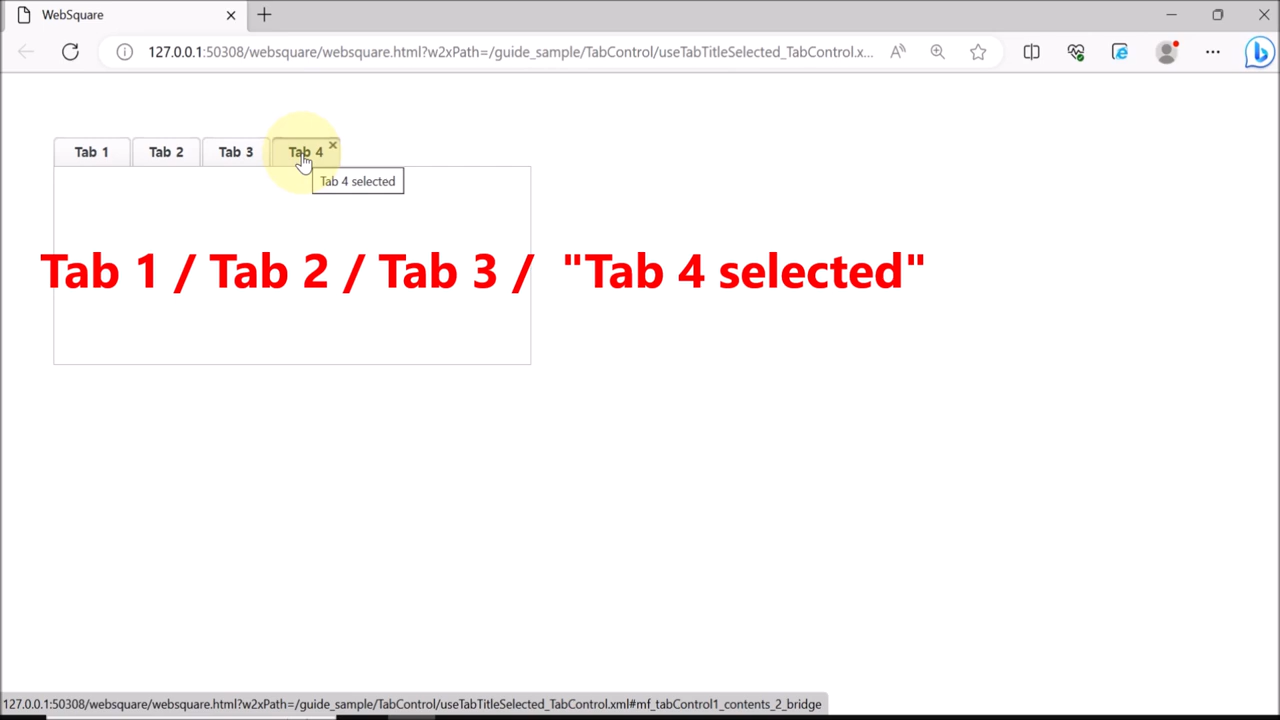 WebSquare
127.0.0.1:50308/websquare/websquare.html?w2xPath=/guide_sample/TabControl/useTabTitleSelected_TabControl.x...
Tab 1 Tab 2 Tab 3 Tab 4
Tab 4 selected
Tab 1 / Tab 2 / Tab 3 / "Tab 4 selected"
127.0.0.1:50308/websquare/websquare.html?w2xPath=/guide_sample/TabControl/useTabTitleSelected_TabControl.xml#mf_tabControl1_contents_2_bridge